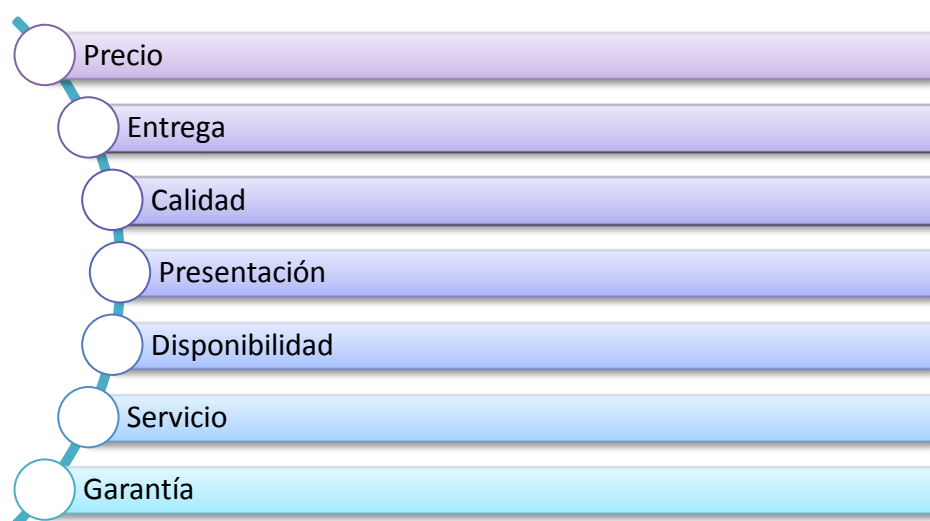 Precio
Entrega
Calidad
Presentación
Disponibilidad
Servicio
Garantía